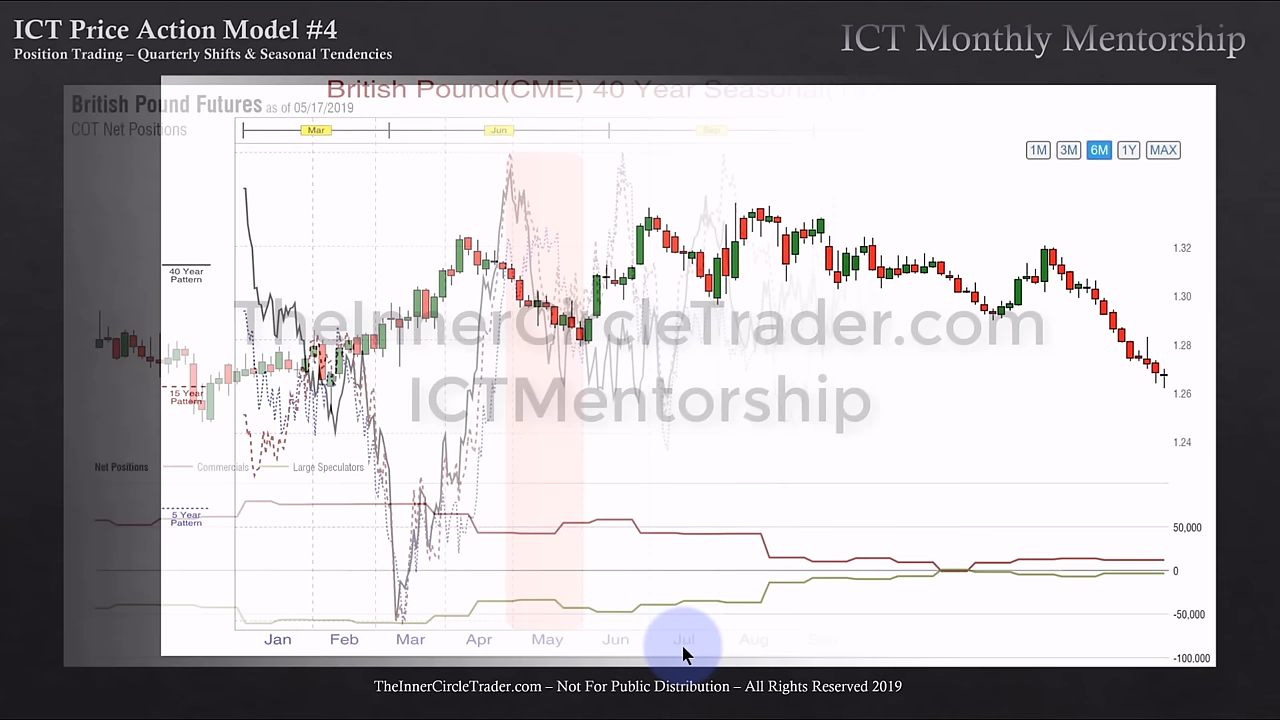 ICT Price Action Model #4
ICT Monthly Mentorship
Position Trading – Quarterly Shifts & Seasonal Tendencies
British Pound(CME) 40 Year Seasonal
British Pound Futures as of 05/17/2019
COT Net Positions
Mar
Jun
Sep
1M
3M
6M
1Y
MAX
1.32
40 Year
Pattern
1.30
TheInnerCircleTrader.com
1.28
15 Year
Pattern
1.26
ICTMentorship
1.24
Net Positions
Commercials
Large Speculators
5 Year
Pattern
50,000
0
-50,000
Jan Feb Mar Apr May Jun Jul Aug Sep
-100,000
TheInnerCircleTrader.com – Not For Public Distribution – All Rights Reserved 2019